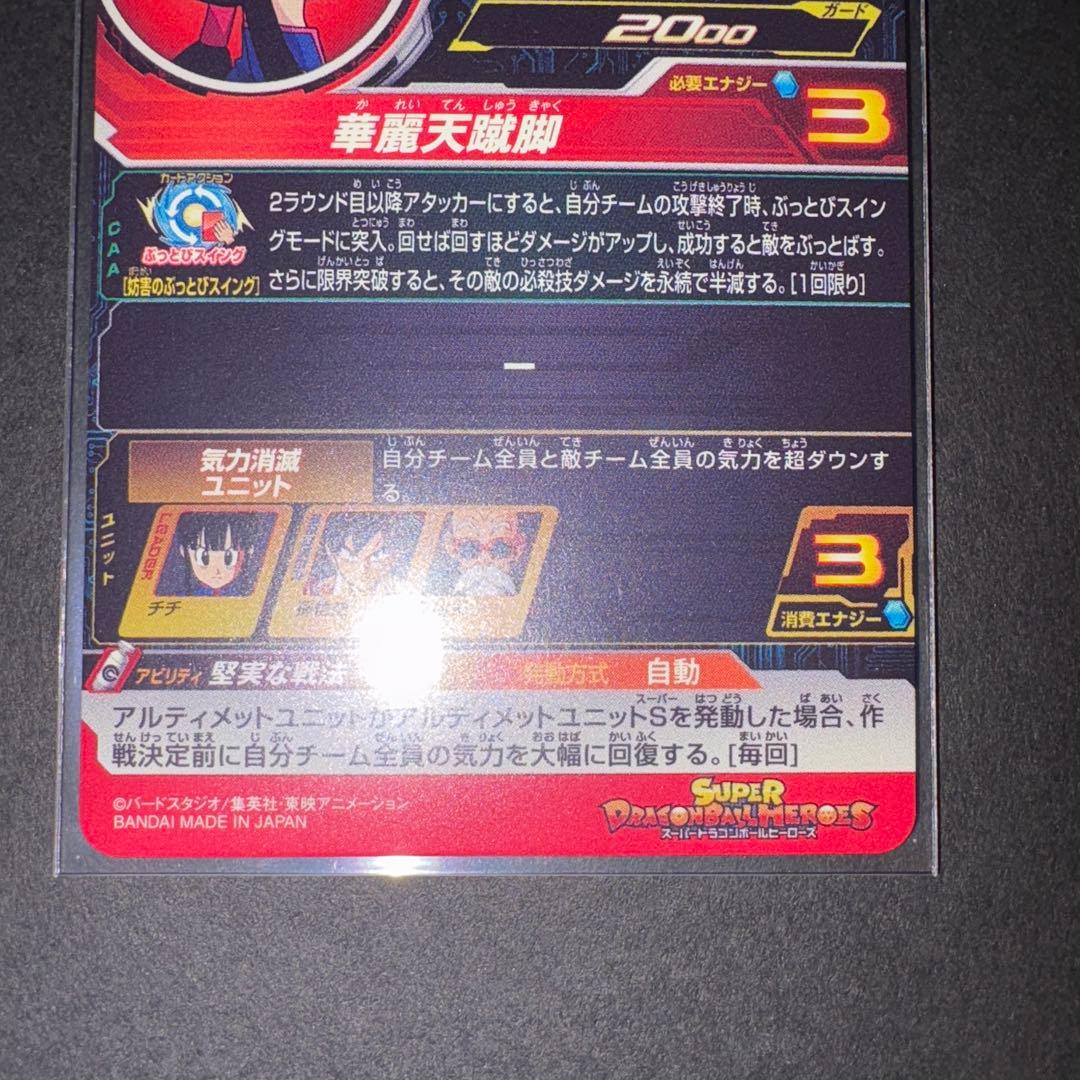 ガード
2000
必要エナジー
3
か れい てん しゅう きゃく
華麗天蹴脚
カードアクション
ぶっとびスイング
[妨害のぶっとびスイング]
CAA
2ラウンド目以降アタッカーにすると、自分チームの攻撃終了時、ぶっとびスイン
グモードに突入。回せば回すほどダメージがアップし、成功すると敵をぶっとばす。
さらに限界突破すると、その敵の必殺技ダメージを永続で半減する。[1回限り]
ー
ユニット
気力消滅
ユニット
自分チーム全員と敵チーム全員の気力を超ダウンす
る。
LEADER
チチ
3
消費エナジー
アビリティ 堅実な戦法
発動方式 自動
アルティメットユニットかアルティメットユニットSを発動した場合、作
戦決定前に自分チーム全員の気力を大幅に回復する。[毎回]
©バードスタジオ/集英社・東映アニメーション
BANDAI MADE IN JAPAN
SUPER
DRAGONBALL HEROES
スーパードラゴンボールヒーローズ